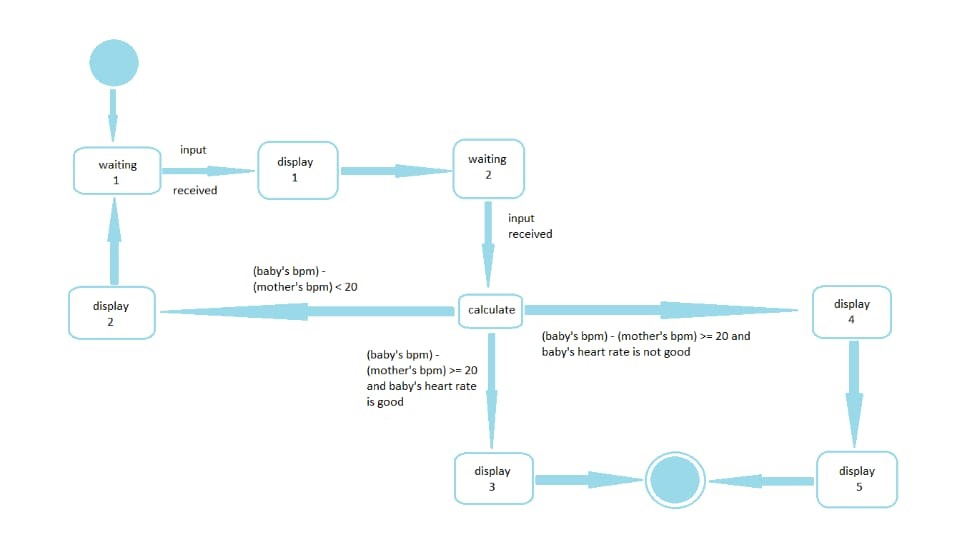 input
waiting
1
display
1
waiting
2
received
input
received
(baby's bpm) -
(mother's bpm) < 20
display
2
calculate
display
4
(baby's bpm) - (mother's bpm) >= 20 and
baby's heart rate is not good
(baby's bpm) -
(mother's bpm) >= 20
and baby's heart rate
is good
display
3
display
5